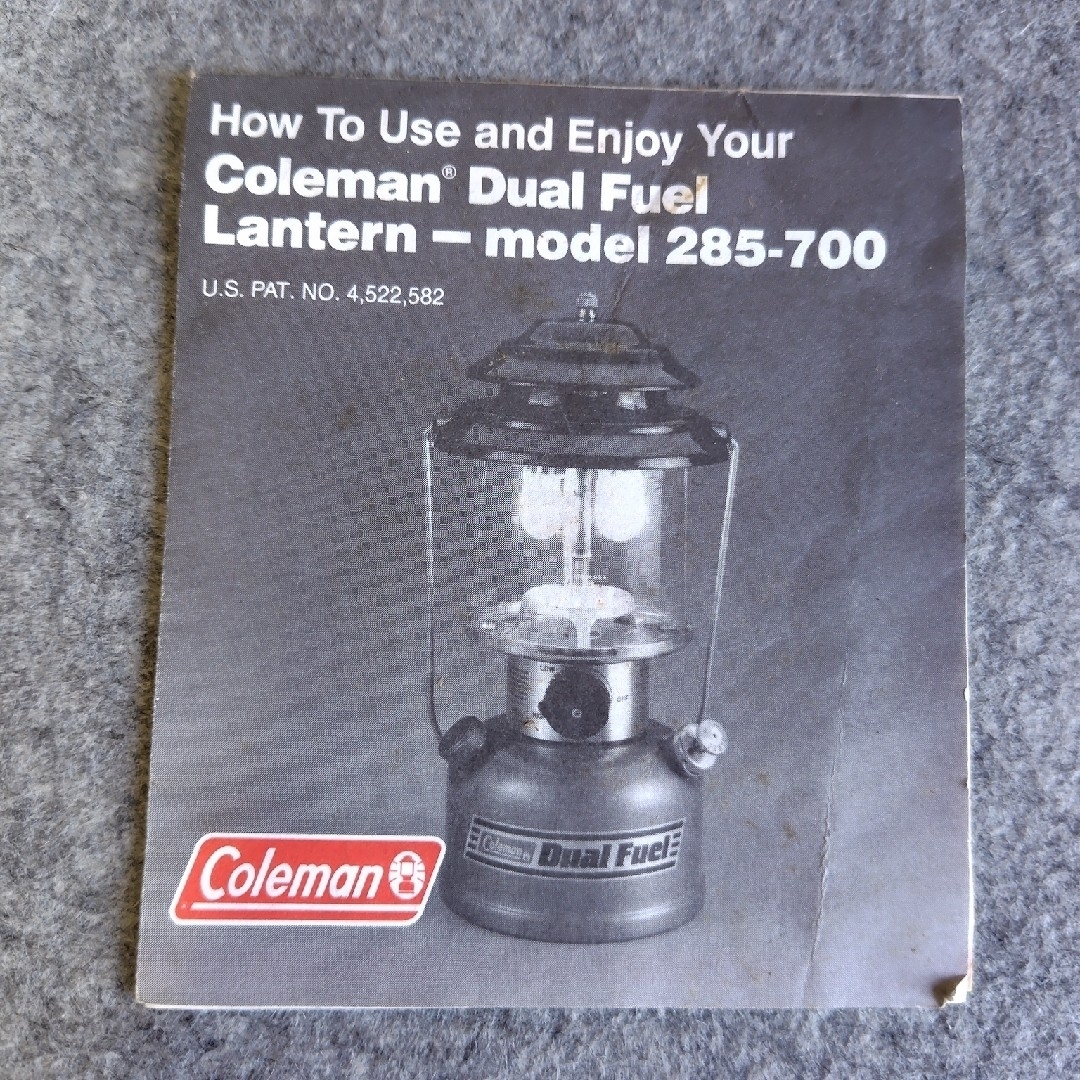 How To Use and Enjoy Your
Coleman® Dual Fuel
Lantern – model 285-700
U.S. PAT. NO. 4,522,582
Coleman Dual Fuel
Coleman